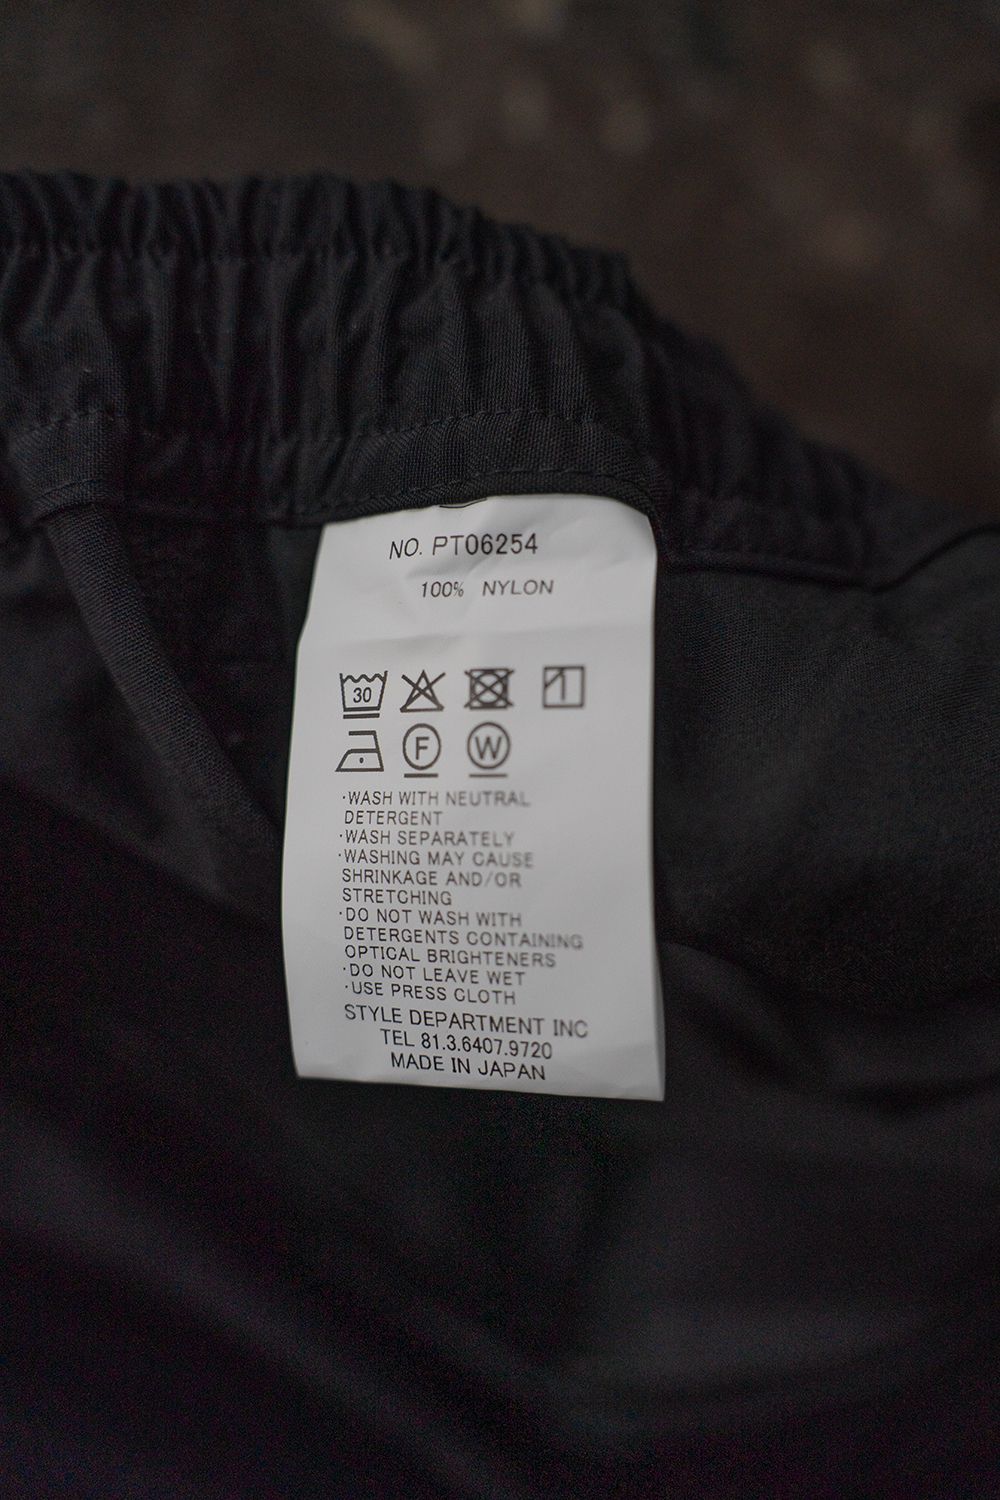 NO. PT06254
100% NYLON
30
F W
·WASH WITH NEUTRAL
DETERGENT
·WASH SEPARATELY
·WASHING MAY CAUSE
SHRINKAGE AND/OR
STRETCHING
·DO NOT WASH WITH
DETERGENTS CONTAINING
OPTICAL BRIGHTENERS
·DO NOT LEAVE WET
·USE PRESS CLOTH
STYLE DEPARTMENT INC
TEL 81.3.6407.9720
MADE IN JAPAN